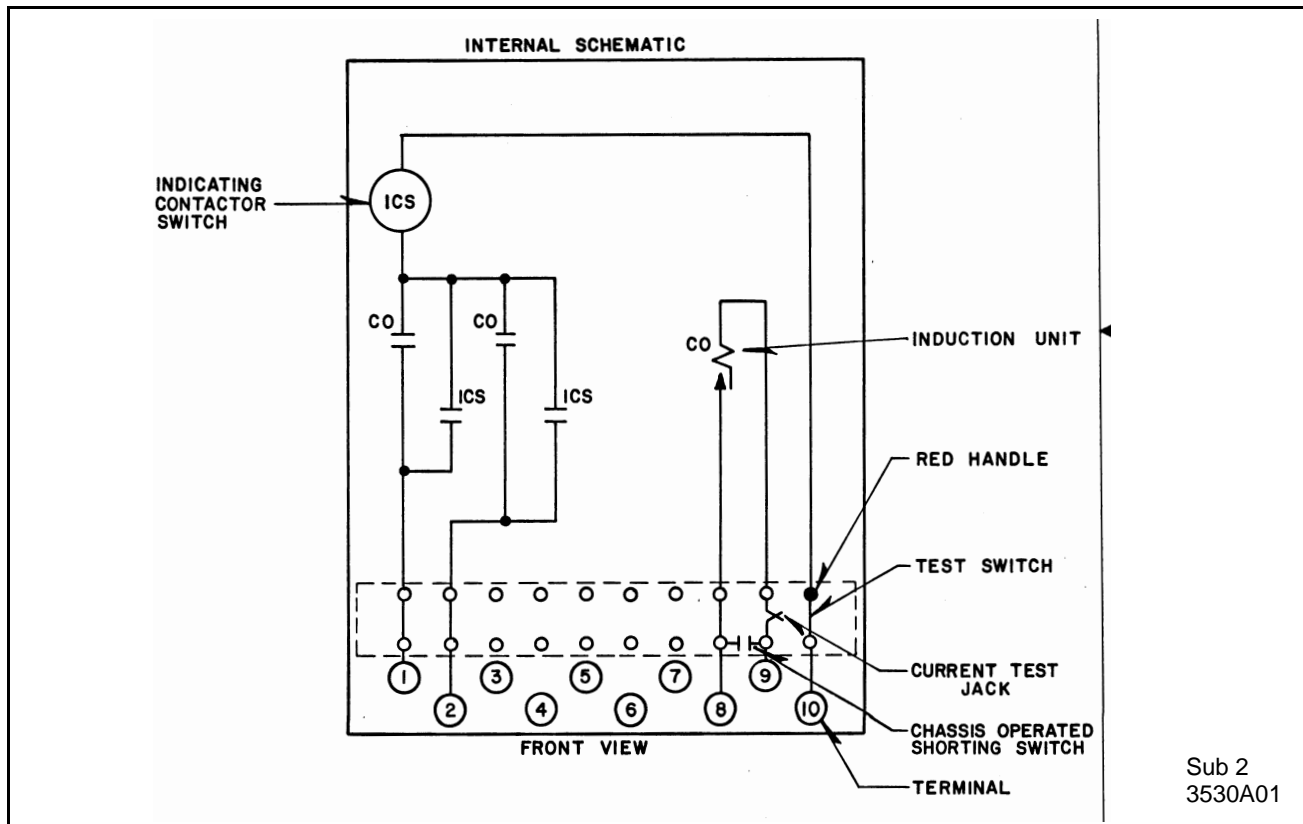 INTERNAL SCHEMATIC
INDICATING
CONTACTOR
SWITCH
ICS
CO
CO
ICS
ICS
CO
INDUCTION UNIT
RED HANDLE
TEST SWITCH
CURRENT TEST
JACK
CHASSIS OPERATED
SHORTING SWITCH
TERMINAL
1
3
5
7
9
2
4
6
8
10
FRONT VIEW
Sub 2
3530A01